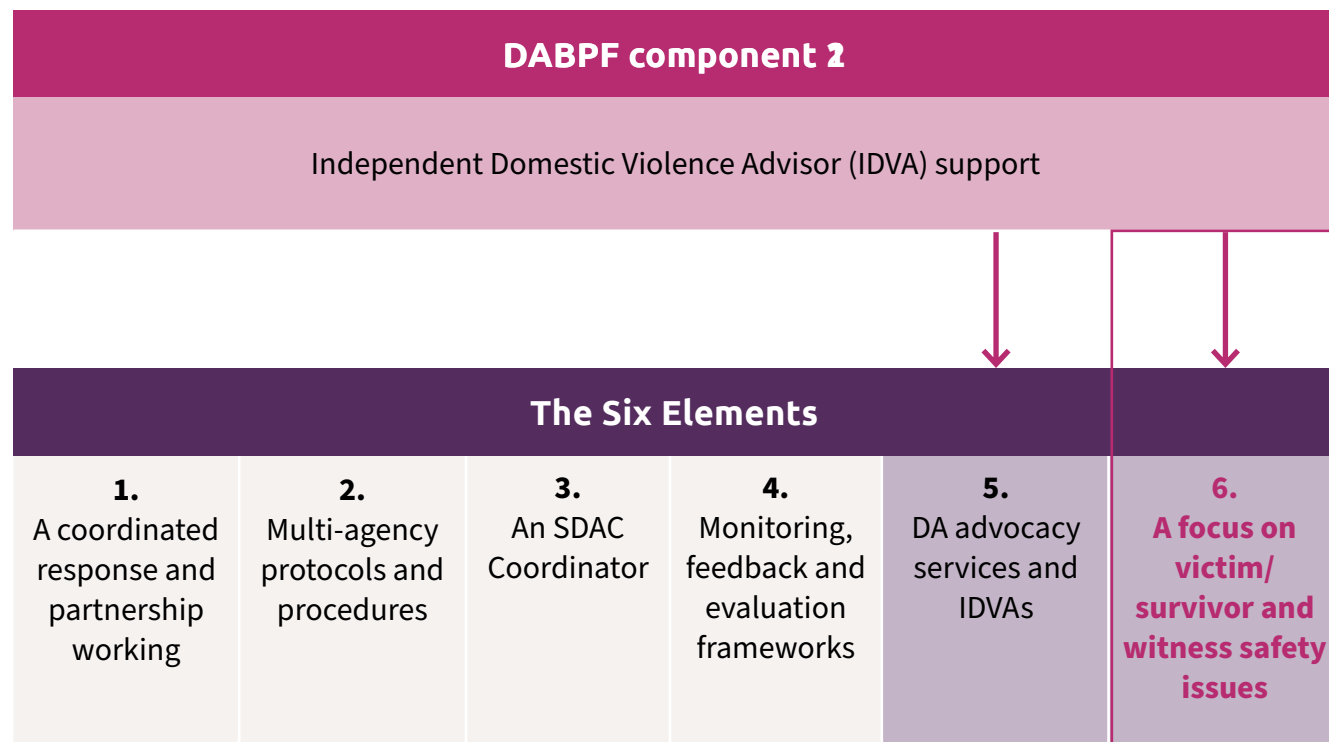 DABPF component 2
Independent Domestic Violence Advisor (IDVA) support
The Six Elements
1.
A coordinated
response and
partnership
working
2.
Multi-agency
protocols and
procedures
3.
An SDAC
Coordinator
4.
Monitoring,
feedback and
evaluation
frameworks
5.
DA advocacy
services and
IDVAs
6.
A focus on
victim/
survivor and
witness safety
issues